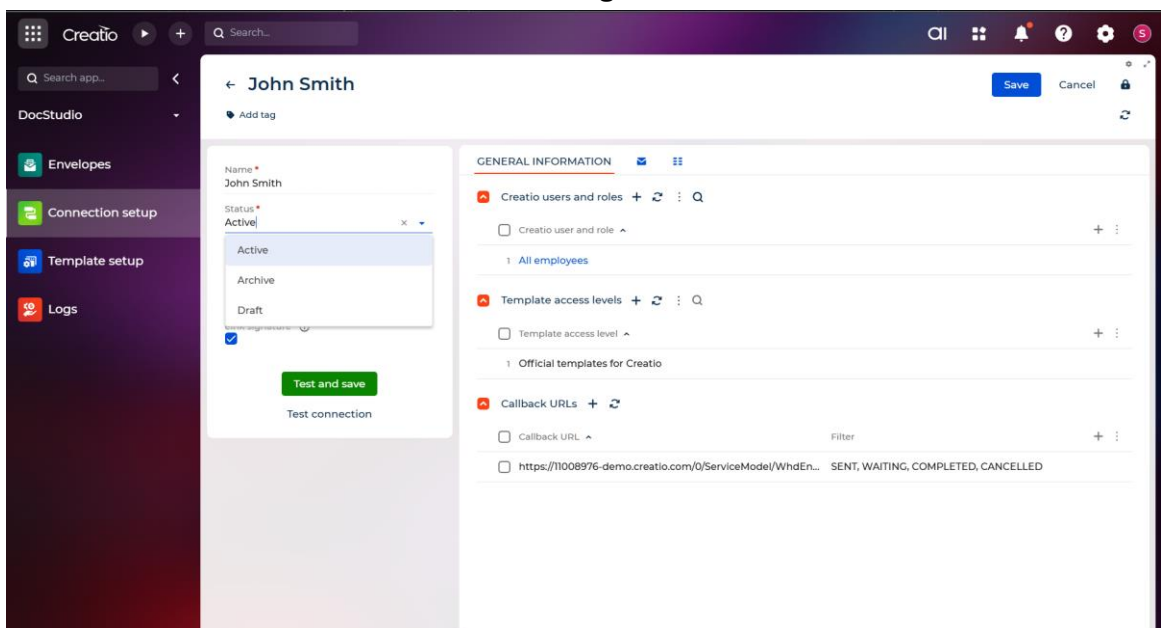 Creatio
Search...
aI
S
Search app..
DocStudio
Envelopes
Connection setup
Template setup
Logs
← John Smith
Save
Cancel
Add tag
Name *
John Smith
Status *
Active
Active
Archive
Draft
Test and save
Test connection
GENERAL INFORMATION
Creatio users and roles
Creatio user and role
1 All employees
Template access levels
Template access level
1 Official templates for Creatio
Callback URLs
Callback URL Filter
https://11008976-demo.creatio.com/0/ServiceModel/WhdEn... SENT, WAITING, COMPLETED, CANCELLED